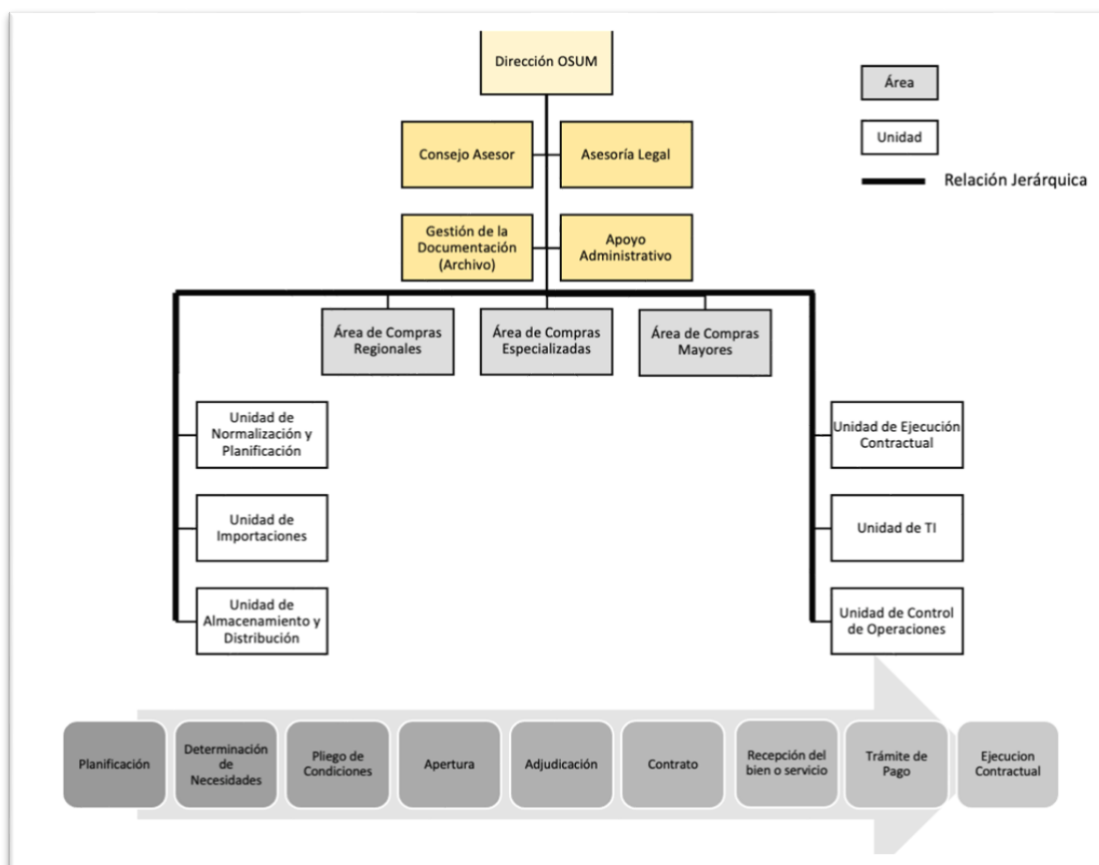 Dirección OSUM
Área
Unidad
Relación Jerárquica
Consejo Asesor
Asesoría Legal
Gestión de la
Documentación
(Archivo)
Apoyo
Administrativo
Área de Compras
Regionales
Área de Compras
Especializadas
Área de Compras
Mayores
Unidad de
Normalización y
Planificación
Unidad de Ejecución
Contractual
Unidad de
Importaciones
Unidad de TI
Unidad de
Almacenamiento y
Distribución
Unidad de Control
de Operaciones
Planificación
Determinación
de
Necesidades
Pliego de
Condiciones
Apertura
Adjudicación
Contrato
Recepción del
bien o servicio
Trámite de
Pago
Ejecucion
Contractual